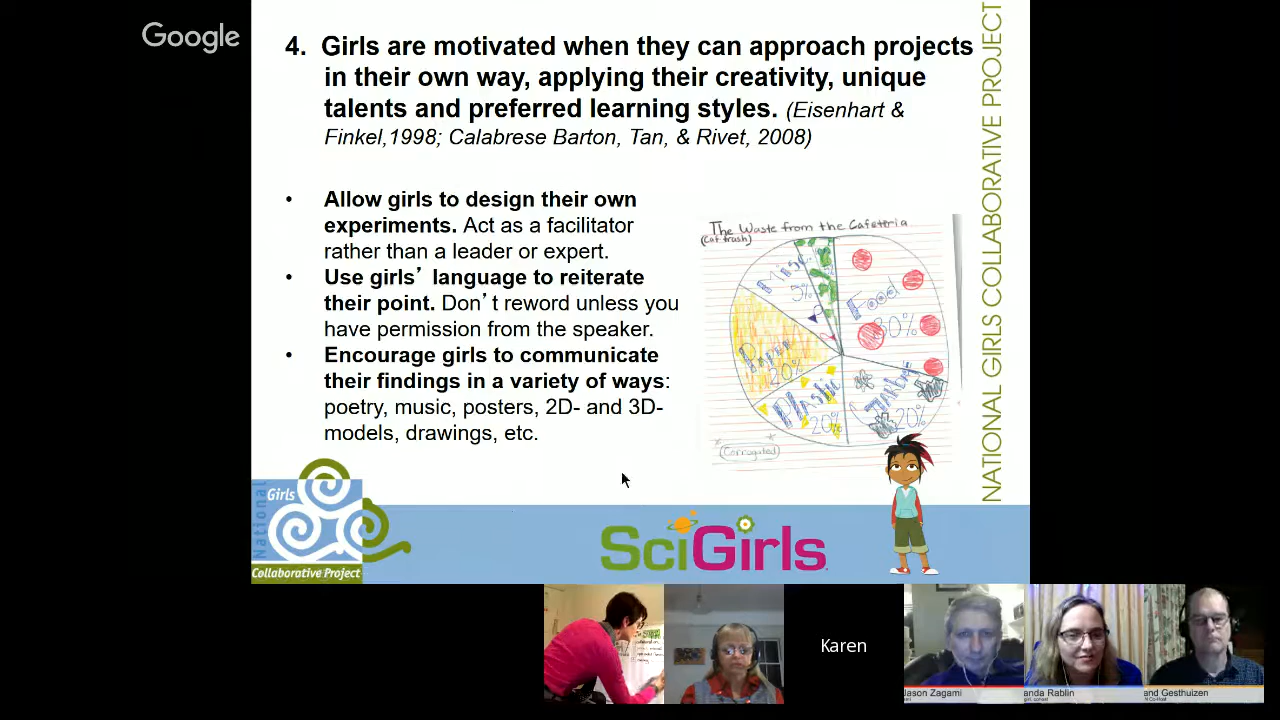 Google
4. Girls are motivated when they can approach projects
in their own way, applying their creativity, unique
talents and preferred learning styles. (Eisenhart &
Finkel,1998; Calabrese Barton, Tan, & Rivet, 2008)
• Allow girls to design their own
experiments. Act as a facilitator
rather than a leader or expert.
• Use girls’ language to reiterate
their point. Don’t reword unless you
have permission from the speaker.
• Encourage girls to communicate
their findings in a variety of ways:
poetry, music, posters, 2D- and 3D-
models, drawings, etc.
The Waste from the Cafeteria
(Cat trash)
Misc.
5%
Food
30%
Paper
20%
Plastic
20%
20%
(Corrugated)
NATIONAL GIRLS COLLABORATIVE PROJECT
National
Girls
Collaborative Project
SciGirls
Karen
Jason Zagami
anda Rablin
and Gesthuizen